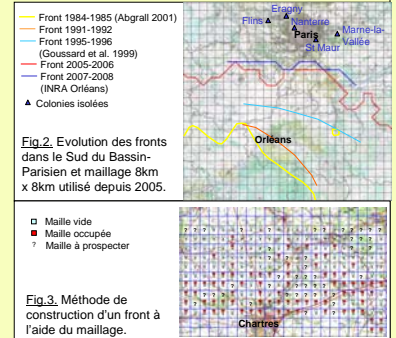 Front 1984-1985 (Abgrall 2001)
Front 1991-1992
Front 1995-1996
(Goussard et al. 1999)
Front 2005-2006
Front 2007-2008
(INRA Orléans)
Colonies isolées
Fig.2. Evolution des fronts
dans le Sud du Bassin-
Parisien et maillage 8km
x 8km utilisé depuis 2005.
Eragny
Flins
Nanterre
Paris
Marne-la-
Vallée
St Maur
Orléans
Maille vide
Maille occupée
? Maille à prospecter
Fig.3. Méthode de
construction d'un front à
l'aide du maillage.
Chartres